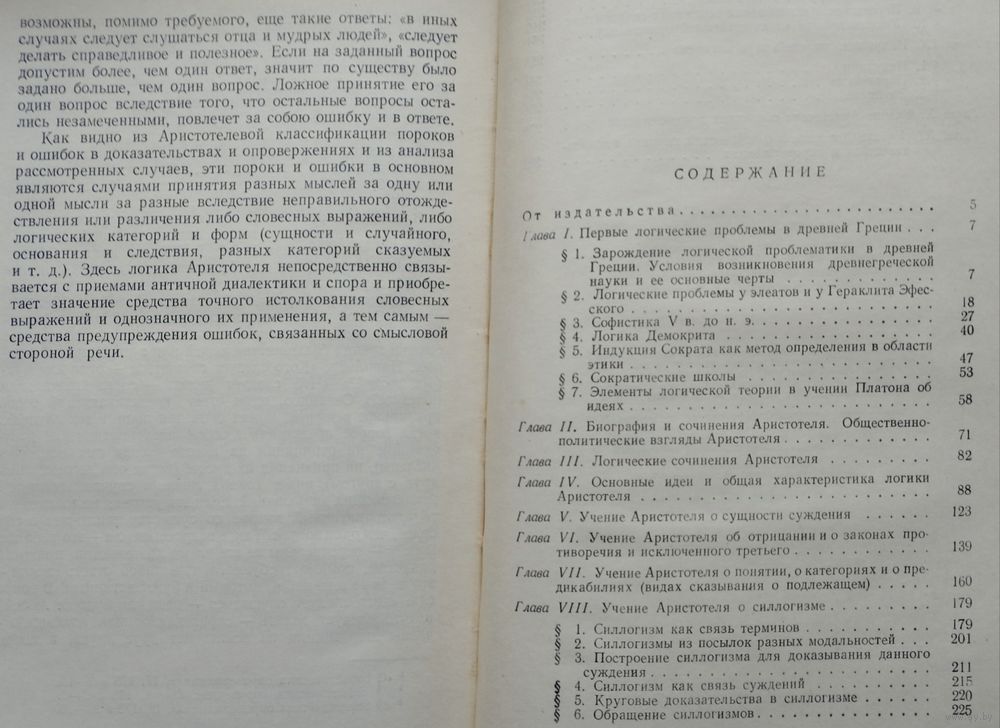 возможны, помимо требуемого, еще такие ответы: «в иных
случаях следует слушаться отца и мудрых людей», «следует
делать справедливое и полезное». Если на заданный вопрос
допустим более, чем один ответ, значит по существу было
задано больше, чем один вопрос. Ложное принятие его за
один вопрос вследствие того, что остальные вопросы оста-
лись незамеченными, повлечет за собою ошибку и в ответе.
Как видно из Аристотелевой классификации пороков
и ошибок в доказательствах и опровержениях и из анализа
рассмотренных случаев, эти пороки и ошибки в основном
являются случаями принятия разных мыслей за одну или
одной мысли за разные вследствие неправильного отожде-
ствления или различения либо словесных выражений, либо
логических категорий и форм (сущности и случайного,
основания и следствия, разных категорий сказуемых
и т. д.). Здесь логика Аристотеля непосредственно связы-
вается с приемами античной диалектики и спора и приобре-
тает значение средства точного истолкования словесных
выражений и однозначного их применения, а тем самым —
средства предупреждения ошибок, связанных со смысловой
стороной речи.
СОДЕРЖАНИЕ
От издательства . . . . . . . . . . . . . . . . . . . . . . 5
Глава I. Первые логические проблемы в древней Греции . . . 7
§ 1. Зарождение логической проблематики в древней
Греции. Условия возникновения древнегреческой
науки и ее основные черты . . . . . . . . . . . 7
§ 2. Логические проблемы у элеатов и у Гераклита Эфес-
ского . . . . . . . . . . . . . . . . . . . . . . 18
§ 3. Софистика V в. до н. э. . . . . . . . . . . . . . 27
§ 4. Логика Демокрита . . . . . . . . . . . . . . . . 40
§ 5. Индукция Сократа как метод определения в области
этики . . . . . . . . . . . . . . . . . . . . . . 47
§ 6. Сократические школы . . . . . . . . . . . . . . 53
§ 7. Элементы логической теории в учении Платона об
идеях . . . . . . . . . . . . . . . . . . . . . . 58
Глава II. Биография и сочинения Аристотеля. Общественно-
политические взгляды Аристотеля . . . . . . . . . . . 71
Глава III. Логические сочинения Аристотеля . . . . . . . . . 82
Глава IV. Основные идеи и общая характеристика логики
Аристотеля . . . . . . . . . . . . . . . . . . . . . . 88
Глава V. Учение Аристотеля о сущности суждения . . . . . . 123
Глава VI. Учение Аристотеля об отрицании и о законах про-
тиворечия и исключенного третьего . . . . . . . . . . 139
Глава VII. Учение Аристотеля о понятии, о категориях и о пре-
дикабилиях (видах сказывания о подлежащем) . . . . . 160
Глава VIII. Учение Аристотеля о силлогизме . . . . . . . . . 179
§ 1. Силлогизм как связь терминов . . . . . . . . . . 179
§ 2. Силлогизмы из посылок разных модальностей . . . 201
§ 3. Построение силлогизма для доказывания данного
суждения . . . . . . . . . . . . . . . . . . . . 211
§ 4. Силлогизм как связь суждений . . . . . . . . . . 215
§ 5. Круговые доказательства в силлогизме . . . . . . 220
§ 6. Обращение силлогизмов . . . . . . . . . . . . . 225